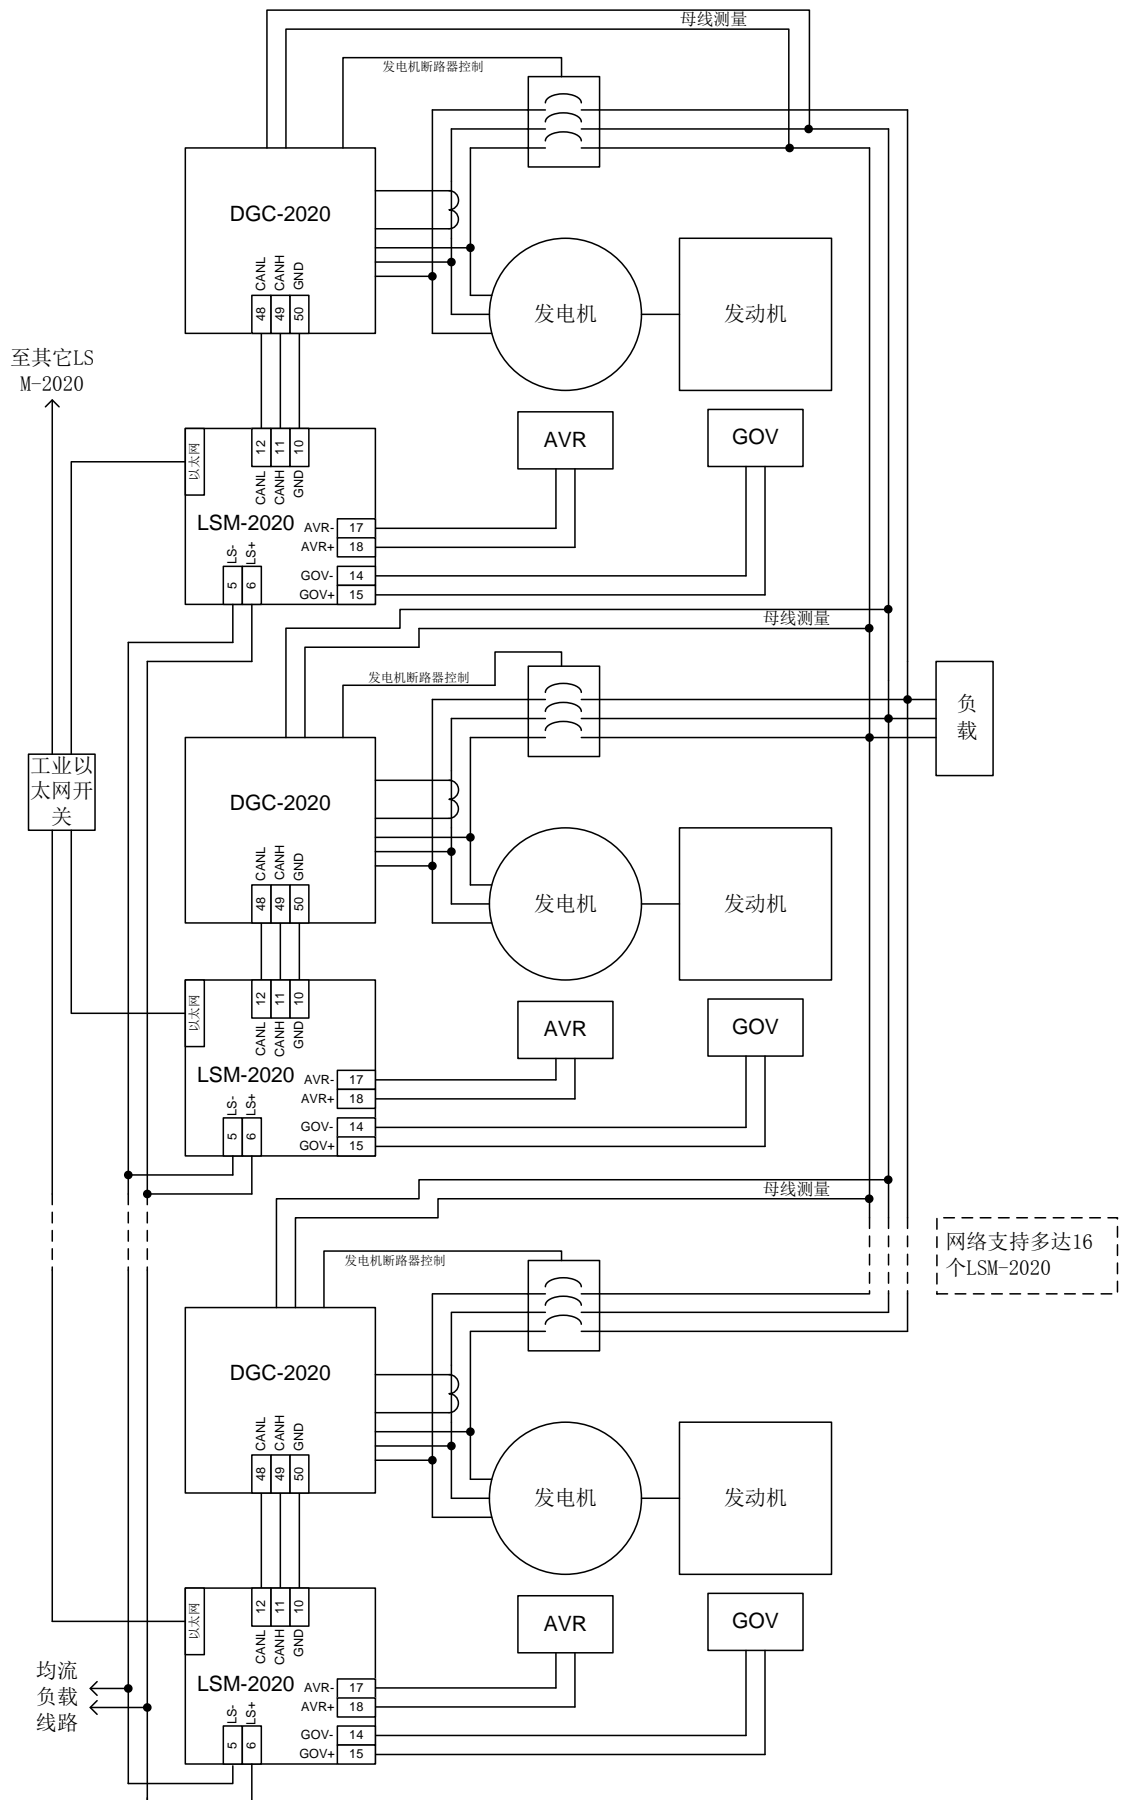 母线测量
发电机断路器控制
DGC-2020
CANL
CANH
GND
48
49
50
发电机
发动机
至其它LS
M-2020
以太网
12
11
10
CANL
CANH
GND
AVR
GOV
LSM-2020
AVR-
17
AVR+
18
LS-
LS+
5
6
GOV-
14
GOV+
15
母线测量
发电机断路器控制
负
载
工业以
太网开
关
DGC-2020
CANL
CANH
GND
48
49
50
发电机
发动机
以太网
12
11
10
CANL
CANH
GND
AVR
GOV
LSM-2020
AVR-
17
AVR+
18
LS-
LS+
5
6
GOV-
14
GOV+
15
母线测量
发电机断路器控制
网络支持多达16
个LSM-2020
DGC-2020
CANL
CANH
GND
48
49
50
发电机
发动机
以太网
12
11
10
CANL
CANH
GND
AVR
GOV
均流
负载
线路
LSM-2020
AVR-
17
AVR+
18
LS-
LS+
5
6
GOV-
14
GOV+
15